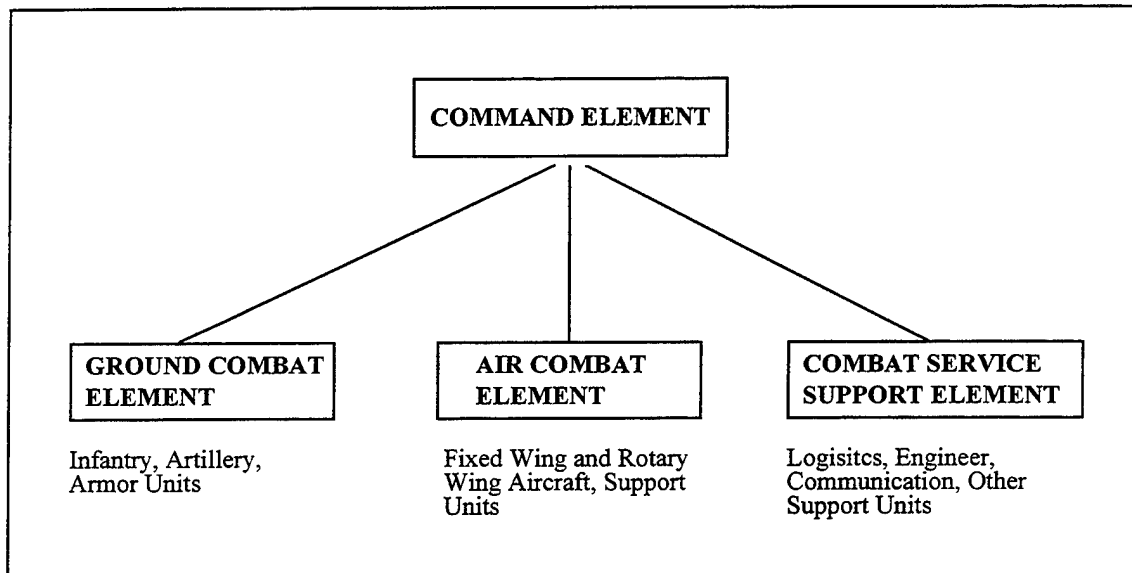 COMMAND ELEMENT
GROUND COMBAT
ELEMENT
Infantry, Artillery,
Armor Units
AIR COMBAT
ELEMENT
Fixed Wing and Rotary
Wing Aircraft, Support
Units
COMBAT SERVICE
SUPPORT ELEMENT
Logisitcs, Engineer,
Communication, Other
Support Units